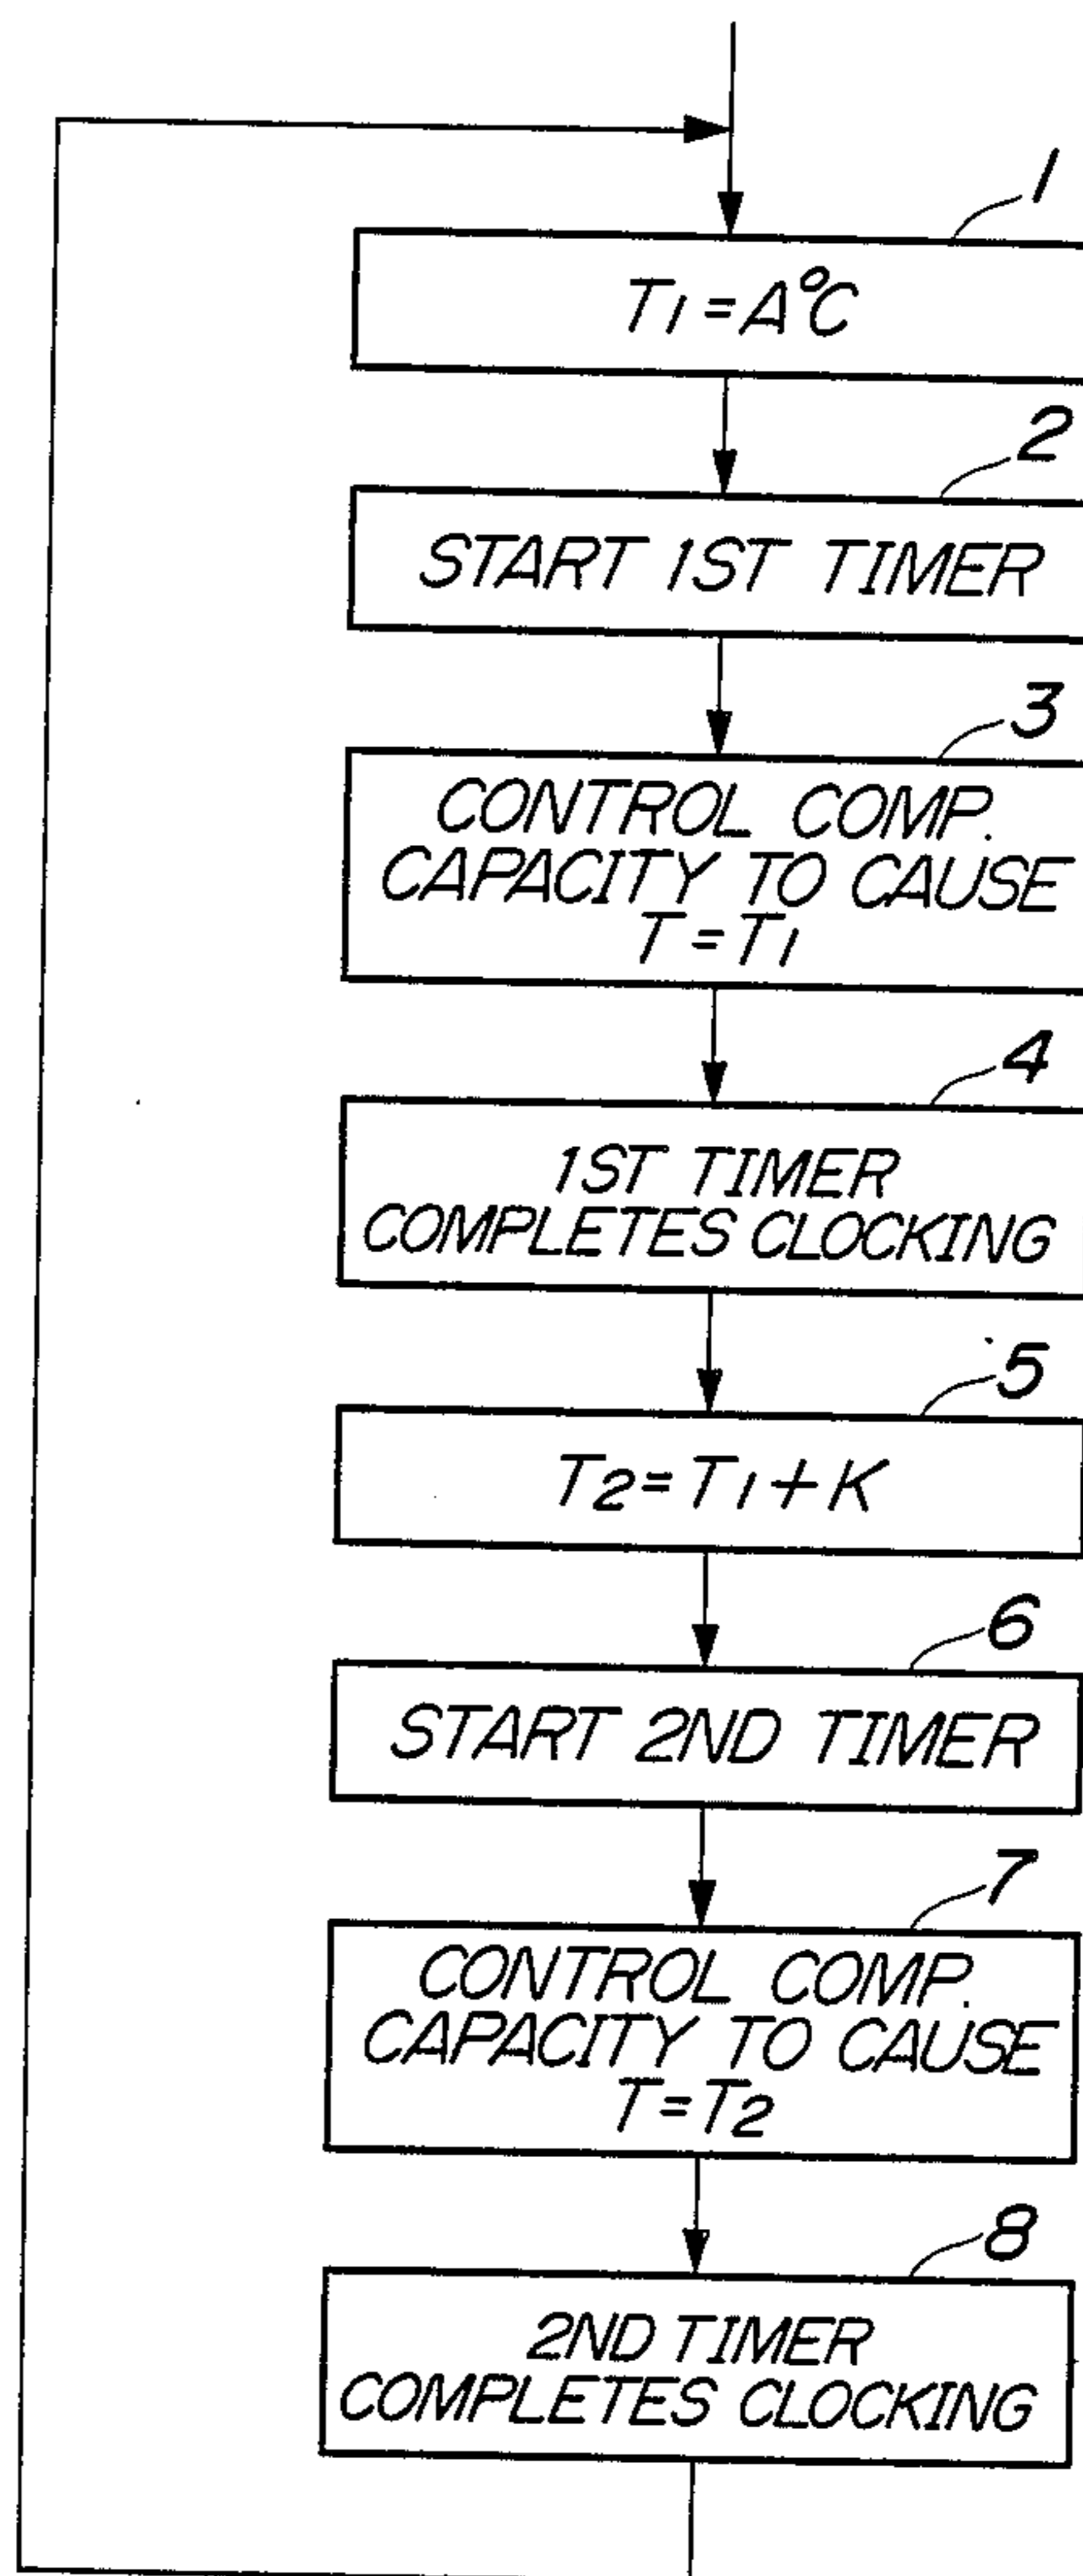 1
T1 = A°C
2
START 1ST TIMER
3
CONTROL COMP.
CAPACITY TO CAUSE
T = T1
4
1ST TIMER
COMPLETES CLOCKING
5
T2 = T1 + K
6
START 2ND TIMER
7
CONTROL COMP.
CAPACITY TO CAUSE
T = T2
8
2ND TIMER
COMPLETES CLOCKING